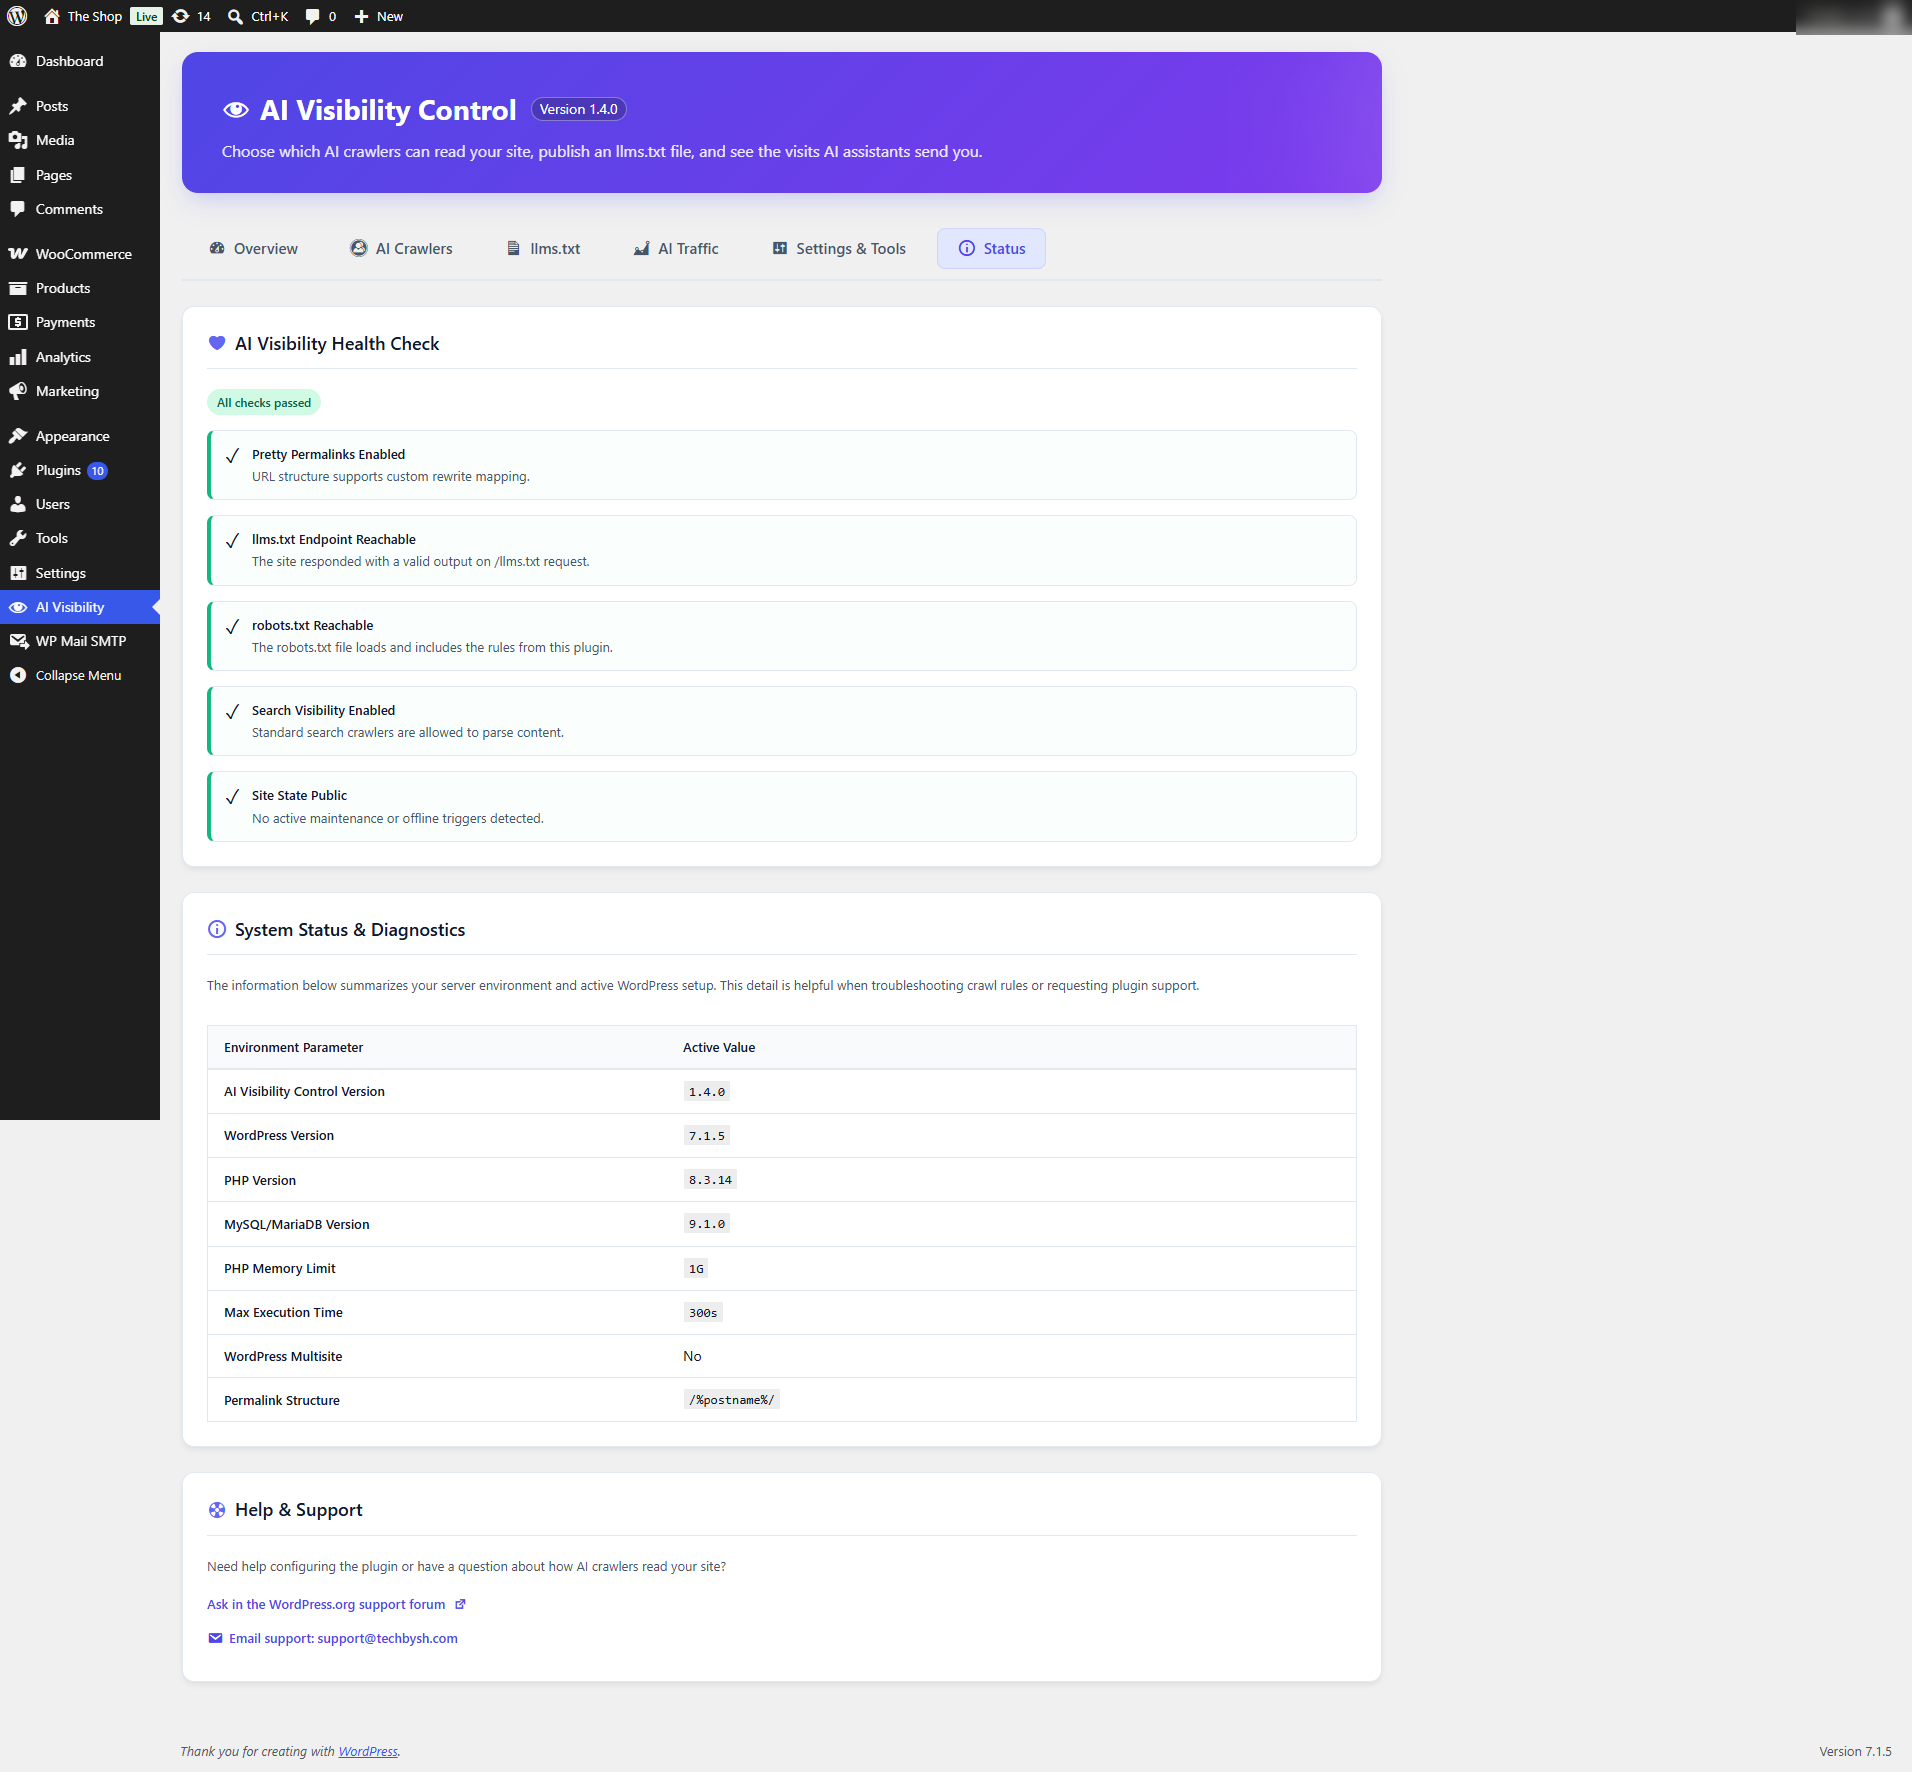 The Shop Live 14 Ctrl+K 0 New
Dashboard
Posts
Media
Pages
Comments
WooCommerce
Products
Payments
Analytics
Marketing
Appearance
Plugins 10
Users
Tools
Settings
AI Visibility
WP Mail SMTP
Collapse Menu
AI Visibility Control Version 1.4.0
Choose which AI crawlers can read your site, publish an llms.txt file, and see the visits AI assistants send you.
Overview AI Crawlers llms.txt AI Traffic Settings & Tools Status
AI Visibility Health Check
All checks passed
Pretty Permalinks Enabled
URL structure supports custom rewrite mapping.
llms.txt Endpoint Reachable
The site responded with a valid output on /llms.txt request.
robots.txt Reachable
The robots.txt file loads and includes the rules from this plugin.
Search Visibility Enabled
Standard search crawlers are allowed to parse content.
Site State Public
No active maintenance or offline triggers detected.
System Status & Diagnostics
The information below summarizes your server environment and active WordPress setup. This detail is helpful when troubleshooting crawl rules or requesting plugin support.
Environment Parameter Active Value
AI Visibility Control Version 1.4.0
WordPress Version 7.1.5
PHP Version 8.3.14
MySQL/MariaDB Version 9.1.0
PHP Memory Limit 1G
Max Execution Time 300s
WordPress Multisite No
Permalink Structure /%postname%/
Help & Support
Need help configuring the plugin or have a question about how AI crawlers read your site?
Ask in the WordPress.org support forum
Email support: support@techbysh.com
Thank you for creating with WordPress.
Version 7.1.5